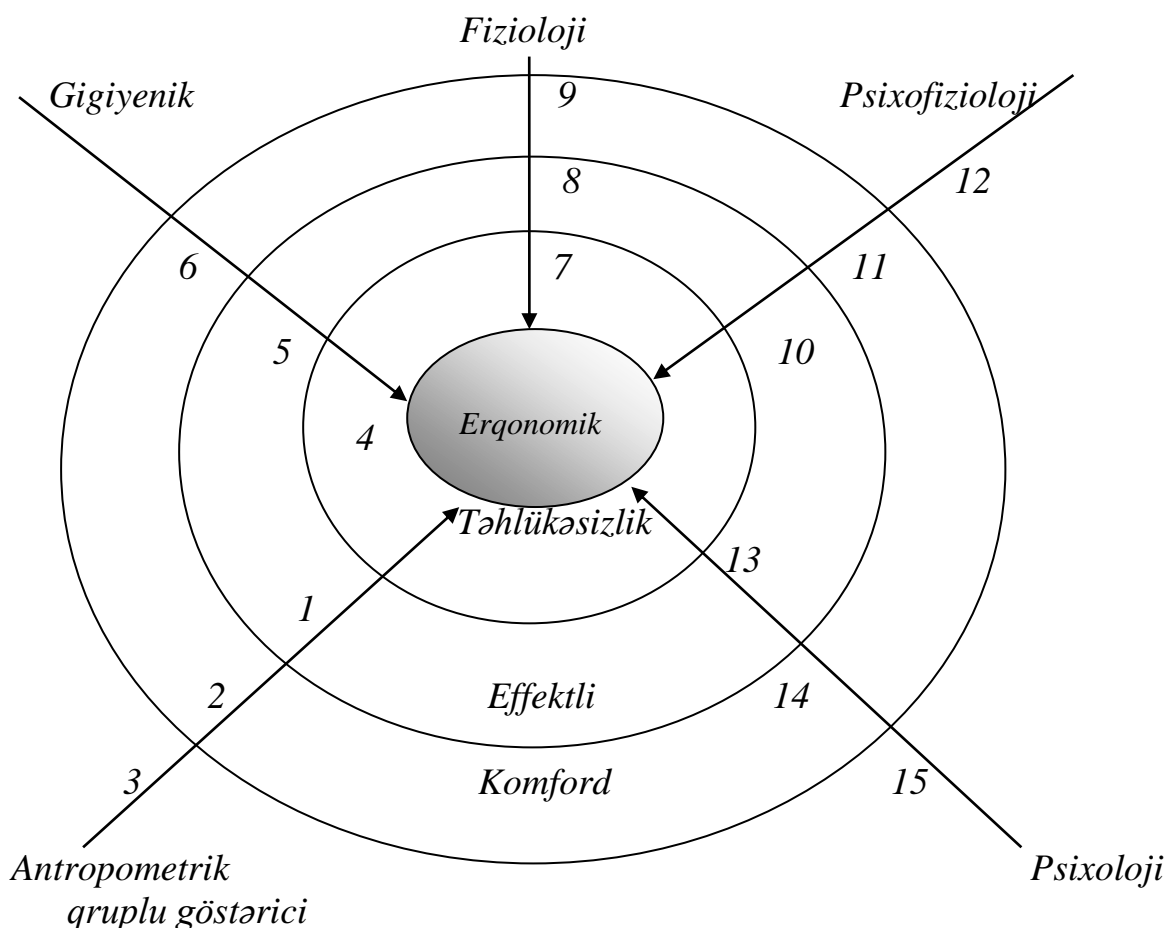 Fizioloji
Gigiyenik
9
Psixofizioloji
8
12
6
7
11
5
10
4
Erqonomik
Təhlükəsizlik
13
1
2
Effektli
14
3
Komford
15
Antropometrik
qruplu göstərici
Psixoloji